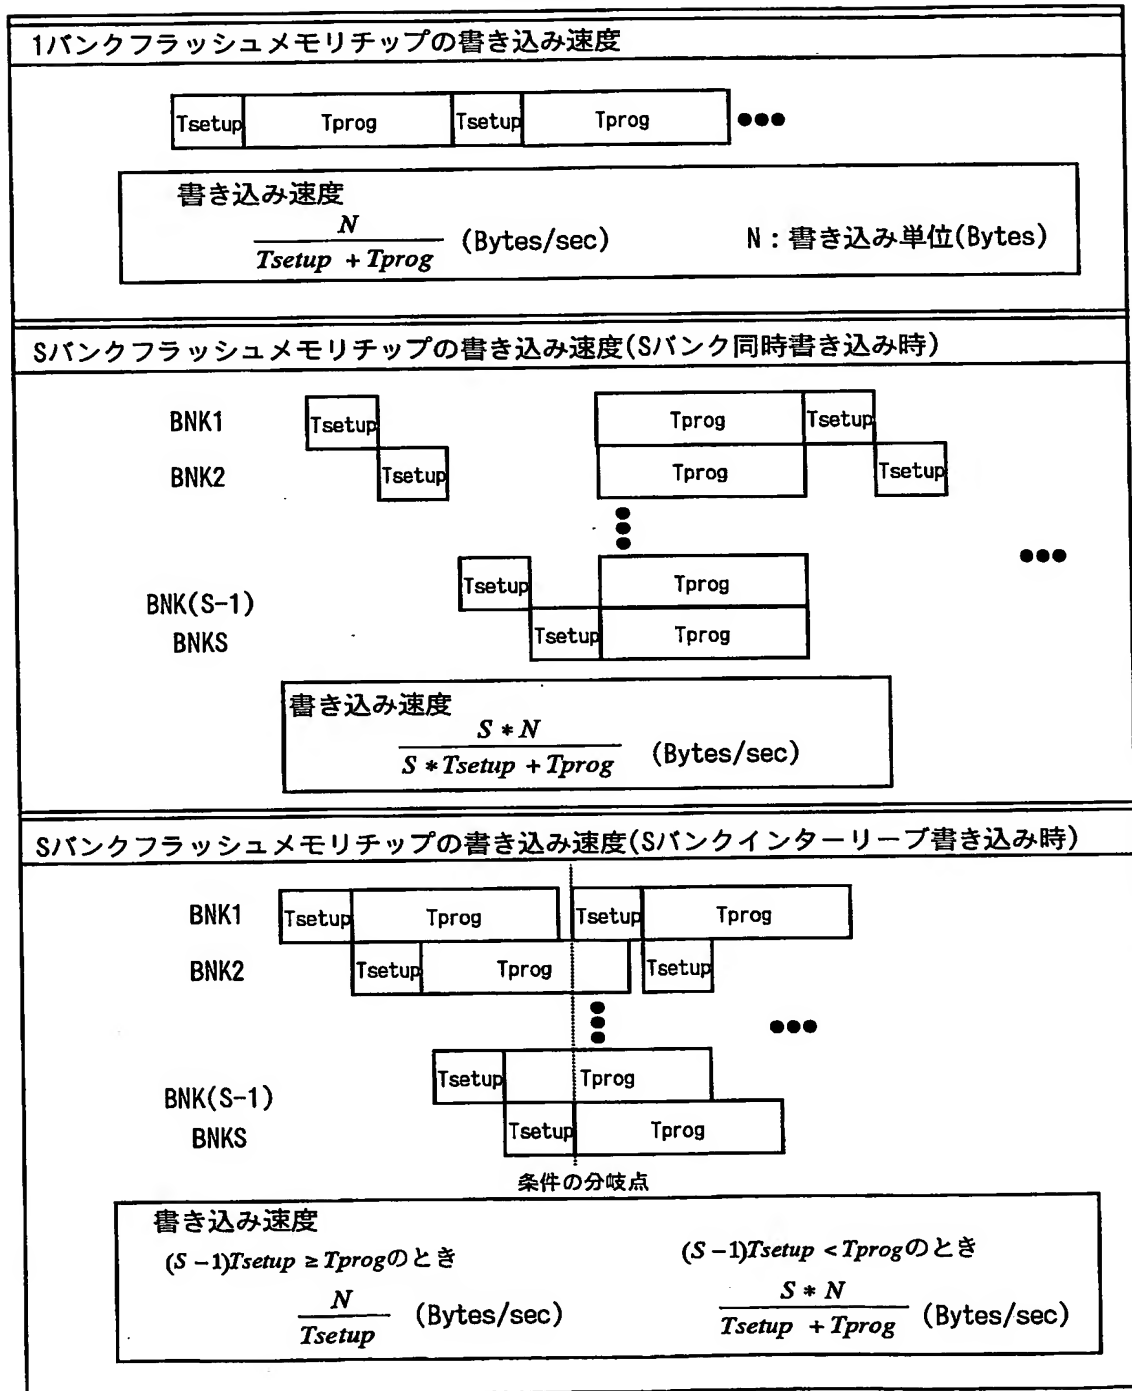 1バンクフラッシュメモリチップの書き込み速度
Tsetup Tprog Tsetup Tprog ●●●
書き込み速度
N / (Tsetup + Tprog) (Bytes/sec) N：書き込み単位(Bytes)
Sバンクフラッシュメモリチップの書き込み速度(Sバンク同時書き込み時)
BNK1 Tsetup Tprog Tsetup
BNK2 Tsetup Tprog Tsetup
BNK(S-1) Tsetup Tprog
BNKS Tsetup Tprog
書き込み速度
S * N / (S * Tsetup + Tprog) (Bytes/sec)
Sバンクフラッシュメモリチップの書き込み速度(Sバンクインターリーブ書き込み時)
BNK1 Tsetup Tprog Tsetup Tprog
BNK2 Tsetup Tprog Tsetup
BNK(S-1) Tsetup Tprog
BNKS Tsetup Tprog
条件の分岐点
書き込み速度
(S-1)Tsetup ≥ Tprogのとき (S-1)Tsetup < Tprogのとき
N / Tsetup (Bytes/sec) S * N / (Tsetup + Tprog) (Bytes/sec)